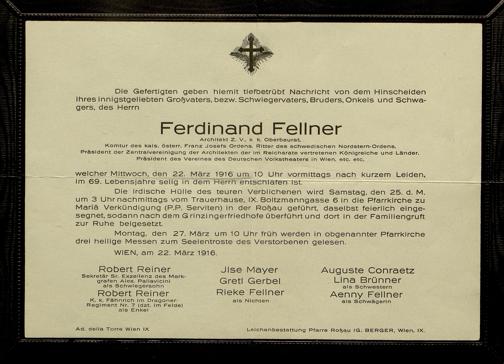 Die Gefertigten geben hiemit tiefbetrübt Nachricht von dem Hinscheiden
ihres innigstgeliebten Großvaters, bezw. Schwiegervaters, Bruders, Onkels und Schwa-
gers, des Herrn
Ferdinand Fellner
Architekt Z. V., k. k. Oberbaurat,
Komtur des kais. österr. Franz Josefs Ordens, Ritter des schwedischen Nordstern-Ordens,
Präsident der Zentralvereinigung der Architekten der im Reichsrate vertretenen Königreiche und Länder,
Präsident des Vereines des Deutschen Volkstheaters in Wien, etc. etc.
welcher Mittwoch, den 22. März 1916 um 10 Uhr vormittags nach kurzem Leiden,
im 69. Lebensjahre selig in dem Herrn entschlafen ist.
Die irdische Hülle des teuren Verblichenen wird Samstag, den 25. d. M.
um 3 Uhr nachmittags vom Trauerhause, IX. Boltzmanngasse 6 in die Pfarrkirche zu
Mariä Verkündigung (P.P. Serviten) in der Roßau geführt, daselbst feierlich einge-
segnet, sodann nach dem Grinzingerfriedhofe überführt und dort in der Familiengruft
zur Ruhe beigesetzt.
Montag, den 27. März um 10 Uhr früh werden in obgenannter Pfarrkirche
drei heilige Messen zum Seelentroste des Verstorbenen gelesen.
WIEN, am 22. März 1916.
Robert Reiner
Sekretär Sr. Exzellenz des Mark-
grafen Alex. Pallavicini
als Schwiegersohn
Robert Reiner
K. k. Fähnrich im Dragoner-
Regiment Nr. 7 (dzt. im Felde)
als Enkel
Jlse Mayer
Gretl Gerbel
Rieke Fellner
als Nichten
Auguste Conraetz
Lina Brünner
als Schwestern
Aenny Fellner
als Schwägerin
Ad. della Torre Wien IX.
Leichenbestattung Pfarre Roßau /G. BERGER, Wien, IX.